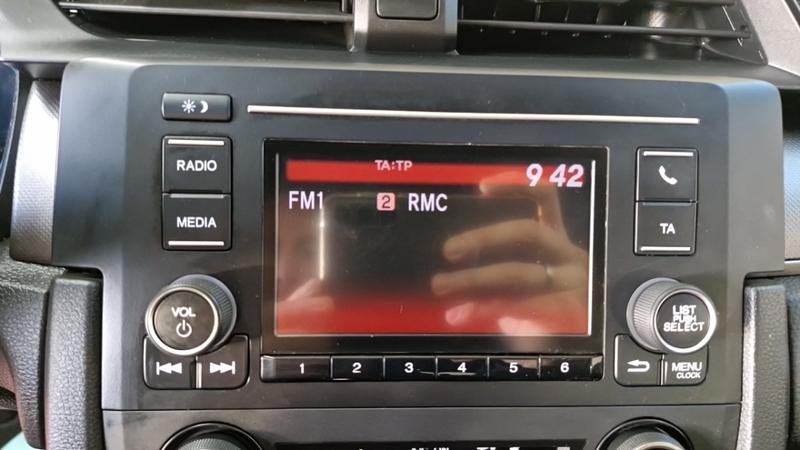 RADIO
MEDIA
TA:TP
9 42
FM1 2 RMC
TA
VOL
LIST
PUSH
SELECT
1 2 3 4 5 6
MENU
CLOCK